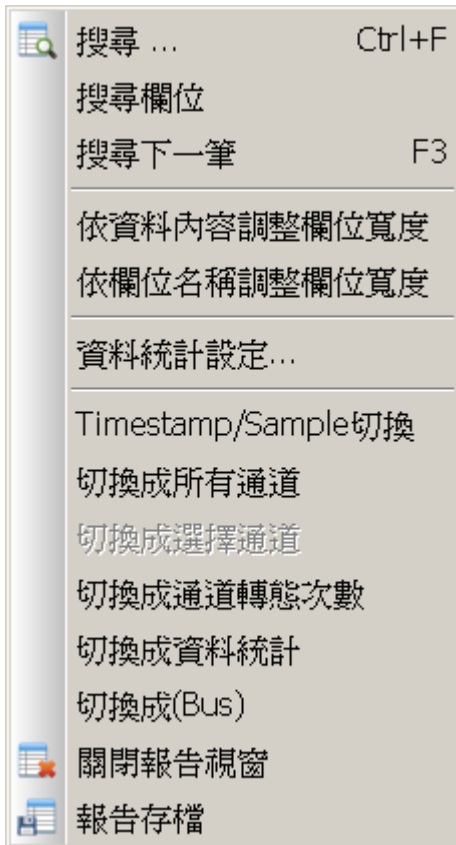 搜尋 ... Ctrl+F
搜尋欄位
搜尋下一筆 F3
依資料內容調整欄位寬度
依欄位名稱調整欄位寬度
資料統計設定...
Timestamp/Sample切換
切換成所有通道
切換成選擇通道
切換成通道轉態次數
切換成資料統計
切換成(Bus)
關閉報告視窗
報告存檔